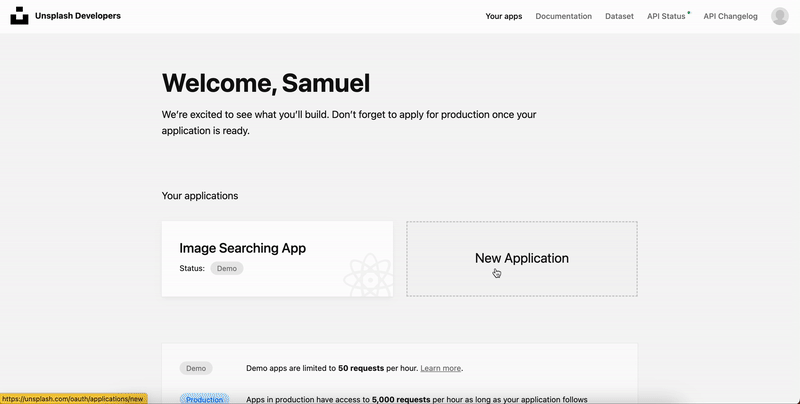 Unsplash Developers
Your apps
Documentation
Dataset
API Status
API Changelog
Welcome, Samuel
We’re excited to see what you’ll build. Don’t forget to apply for production once your
application is ready.
Your applications
Image Searching App
Status: Demo
New Application
Demo
Demo apps are limited to 50 requests per hour. Learn more.
Production
Apps in production have access to 5,000 requests per hour as long as your application follows
https://unsplash.com/oauth/applications/new